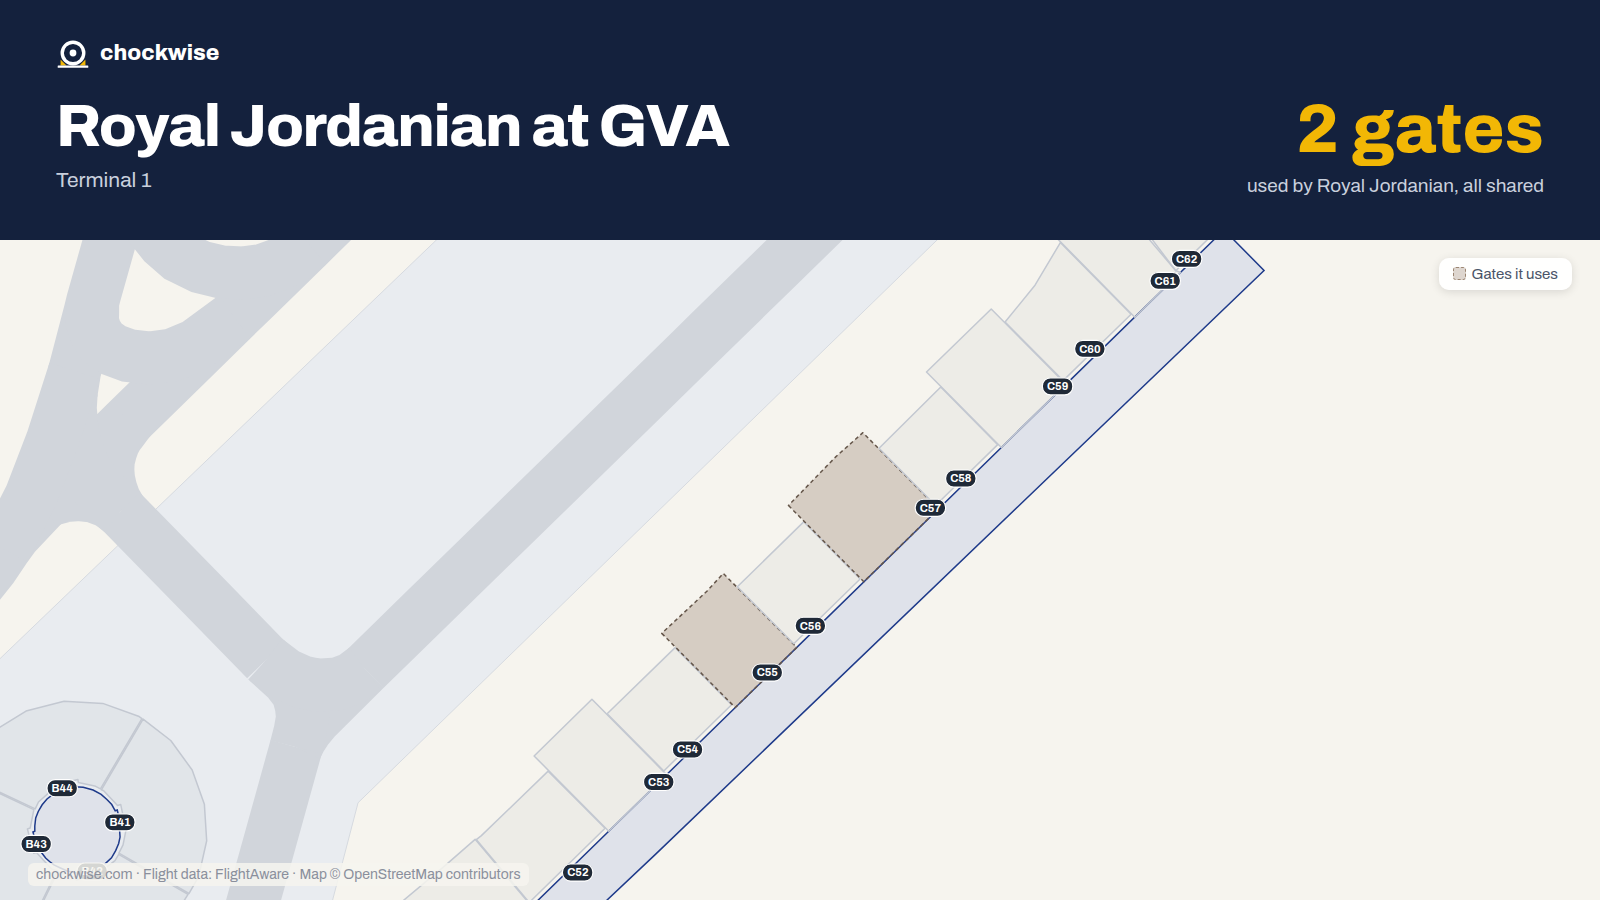 chockwise
Royal Jordanian at GVA
Terminal 1
2 gates
used by Royal Jordanian, all shared
Gates it uses
C62
C61
C60
C59
C58
C57
C56
C55
C54
C53
C52
B44
B41
B43
chockwise.com · Flight data: FlightAware · Map © OpenStreetMap contributors